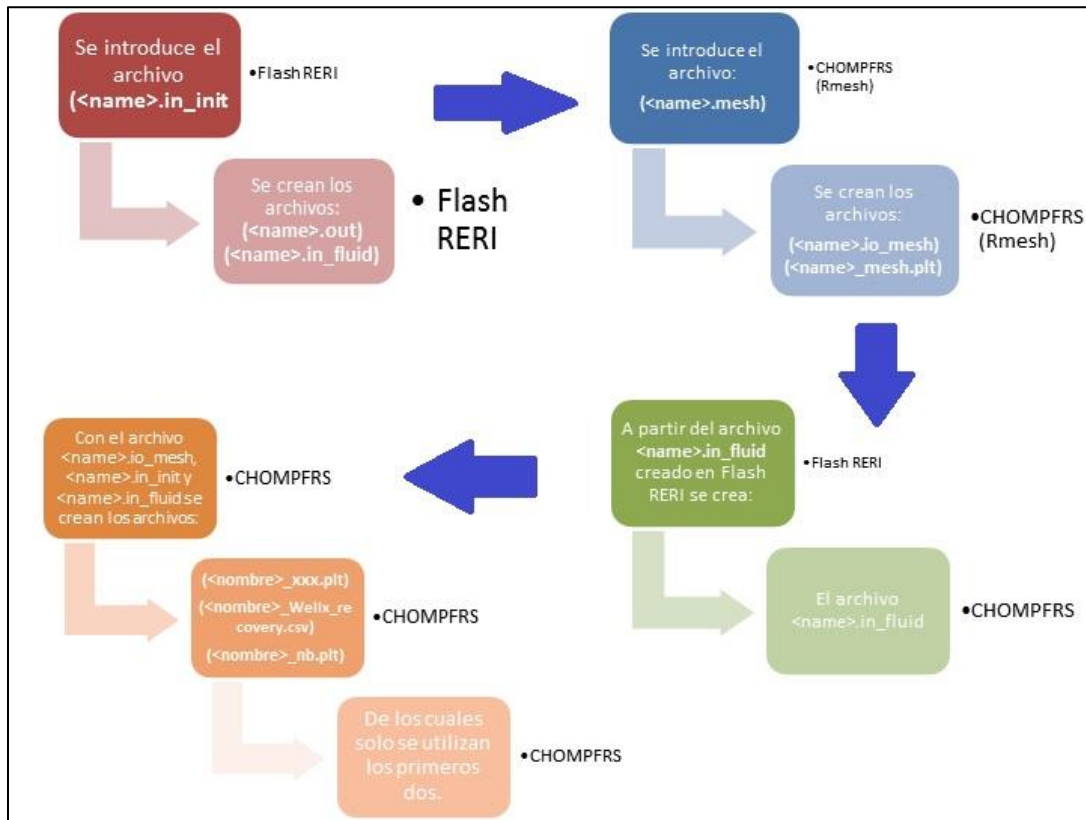 Se introduce el
archivo
(<name>.in_init
•Flash RERI
Se crean los
archivos:
(<name>.out)
(<name>.in_fluid)
• Flash
RERI
Se introduce el
archivo:
(<name>.mesh)
•CHOMPFRS
(Rmesh)
Se crean los
archivos:
(<name>.io_mesh)
(<name>_mesh.plt)
•CHOMPFRS
(Rmesh)
A partir del archivo
<name>.in_fluid
creado en Flash
RERI se crea:
•Flash RERI
El archivo
<name>.in_fluid
•CHOMPFRS
Con el archivo
<name>.io_mesh,
<name>.in_init y
<name>.in_fluid se
crean los archivos:
•CHOMPFRS
(<nombre>_xxx.plt)
(<nombre>_Wellx_re
covery.csv)
(<nombre>_nb.plt)
•CHOMPFRS
De los cuales
solo se utilizan
los primeros
dos.
•CHOMPFRS